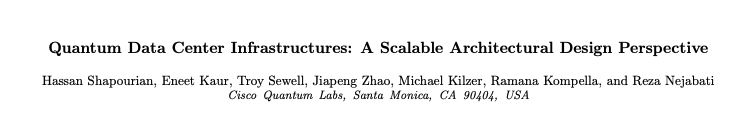 Quantum Data Center Infrastructures: A Scalable Architectural Design Perspective
Hassan Shapourian, Eneet Kaur, Troy Sewell, Jiapeng Zhao, Michael Kilzer, Ramana Kompella, and Reza Nejabati
Cisco Quantum Labs, Santa Monica, CA 90404, USA